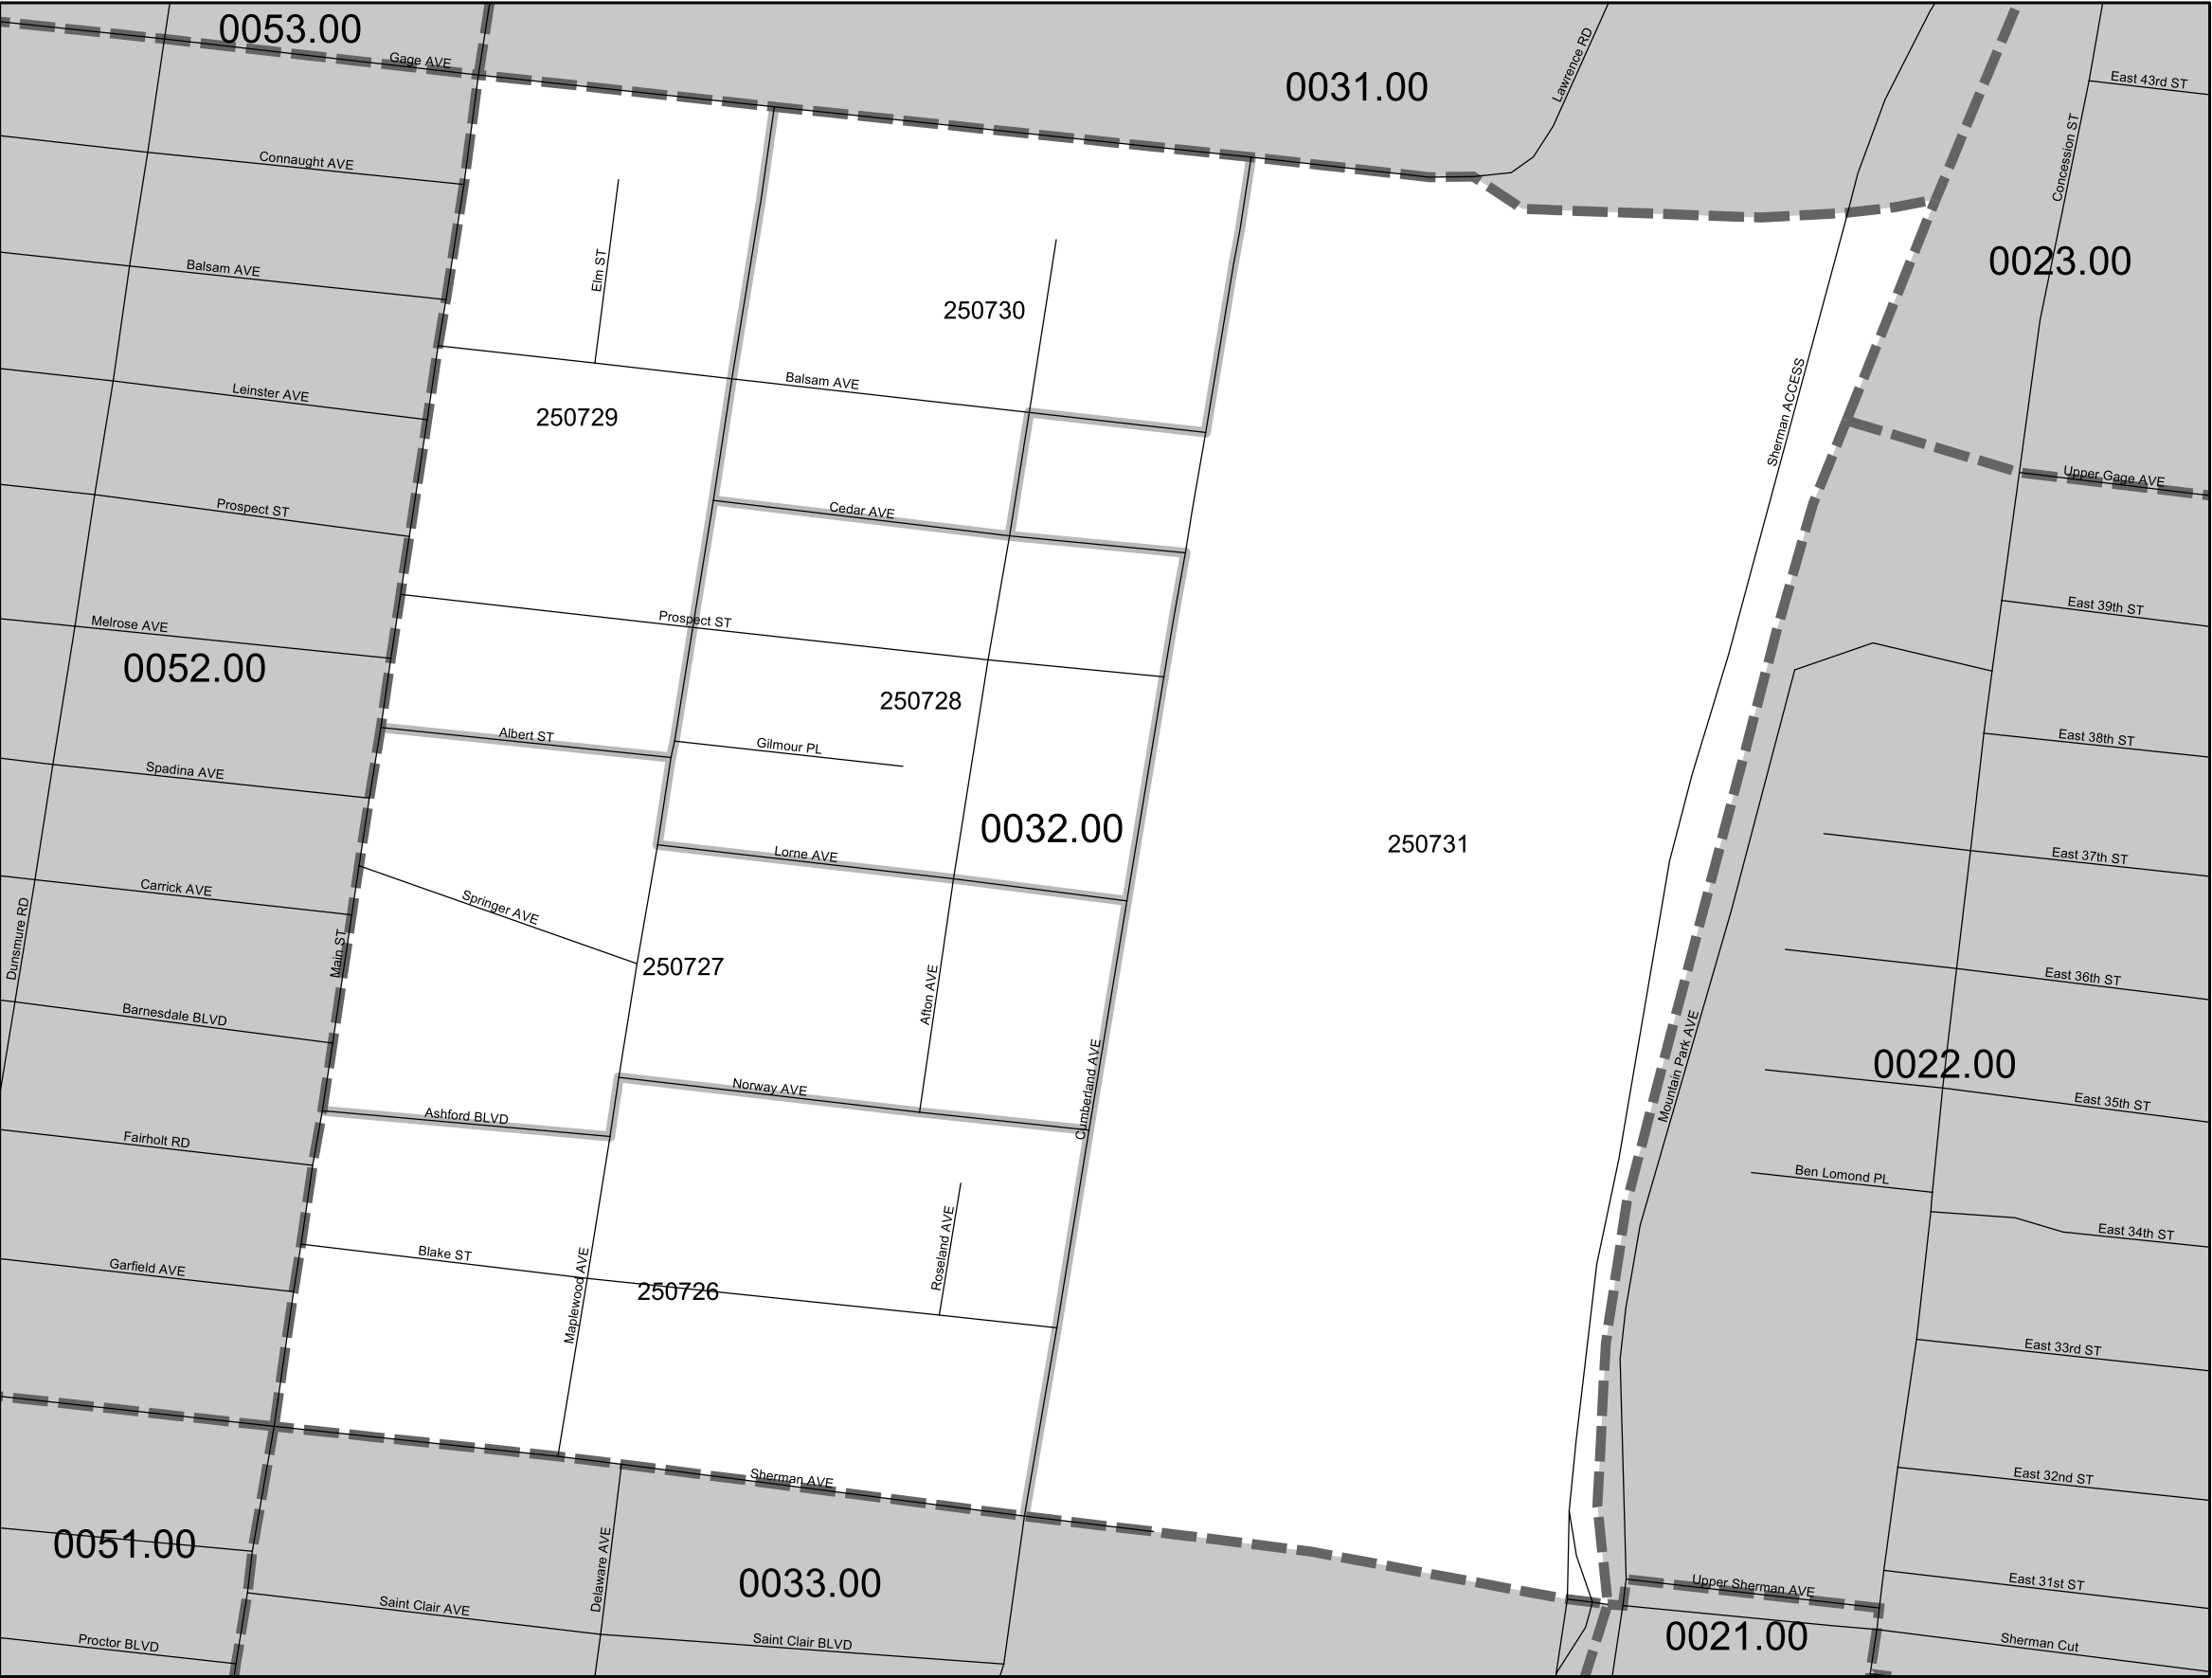 0053.00
Gage AVE
0031.00
Lawrence RD
East 43rd ST
Concession ST
Connaught AVE
Elm ST
Balsam AVE
0023.00
250730
Balsam AVE
Leinster AVE
250729
Sherman ACCESS
Upper Gage AVE
Prospect ST
Cedar AVE
East 39th ST
Melrose AVE
Prospect ST
0052.00
250728
Albert ST
Gilmour PL
East 38th ST
Spadina AVE
0032.00
250731
Lorne AVE
East 37th ST
Carrick AVE
Springer AVE
Dunsmure RD
Main ST
250727
Afton AVE
East 36th ST
Barnesdale BLVD
Mountain Park AVE
0022.00
Norway AVE
Cumberland AVE
East 35th ST
Ashford BLVD
Fairholt RD
Ben Lomond PL
East 34th ST
Blake ST
Roseland AVE
Garfield AVE
Maplewood AVE
250726
East 33rd ST
Sherman AVE
East 32nd ST
0051.00
Delaware AVE
0033.00
Upper Sherman AVE
East 31st ST
Saint Clair AVE
Proctor BLVD
Saint Clair BLVD
0021.00
Sherman Cut